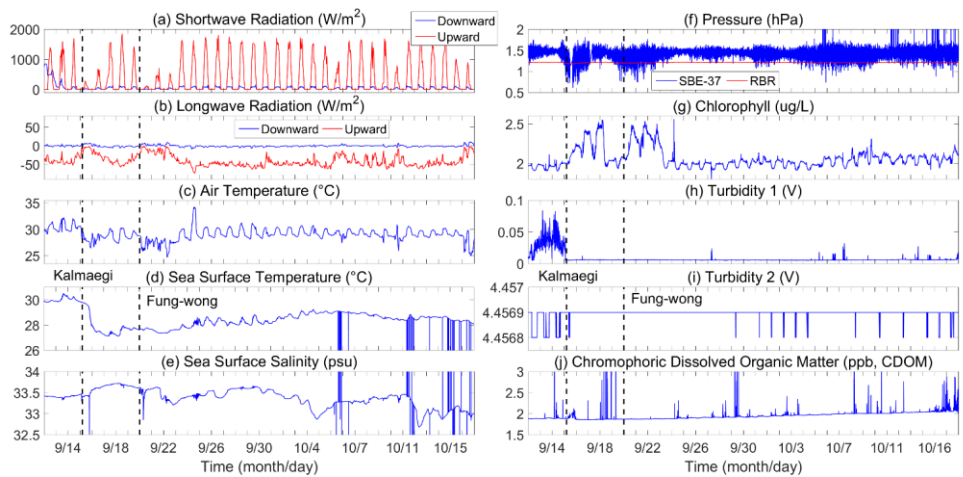 (a) Shortwave Radiation (W/m²)
Downward
Upward
2000
1000
0
(b) Longwave Radiation (W/m²)
Downward Upward
50
0
-50
(c) Air Temperature (°C)
35
30
25
Kalmaegi (d) Sea Surface Temperature (°C)
Fung-wong
30
28
26
(e) Sea Surface Salinity (psu)
34
33.5
33
32.5
9/14 9/18 9/22 9/26 9/30 10/4 10/7 10/11 10/15
Time (month/day)
(f) Pressure (hPa)
2
1.5
1
0.5
SBE-37 RBR
(g) Chlorophyll (ug/L)
2.5
2
(h) Turbidity 1 (V)
0.1
0.05
0
Kalmaegi (i) Turbidity 2 (V)
Fung-wong
4.457
4.4569
4.4568
(j) Chromophoric Dissolved Organic Matter (ppb, CDOM)
3
2.5
2
1.5
9/14 9/18 9/22 9/30 10/3 10/7 10/12 10/16
Time (month/day)